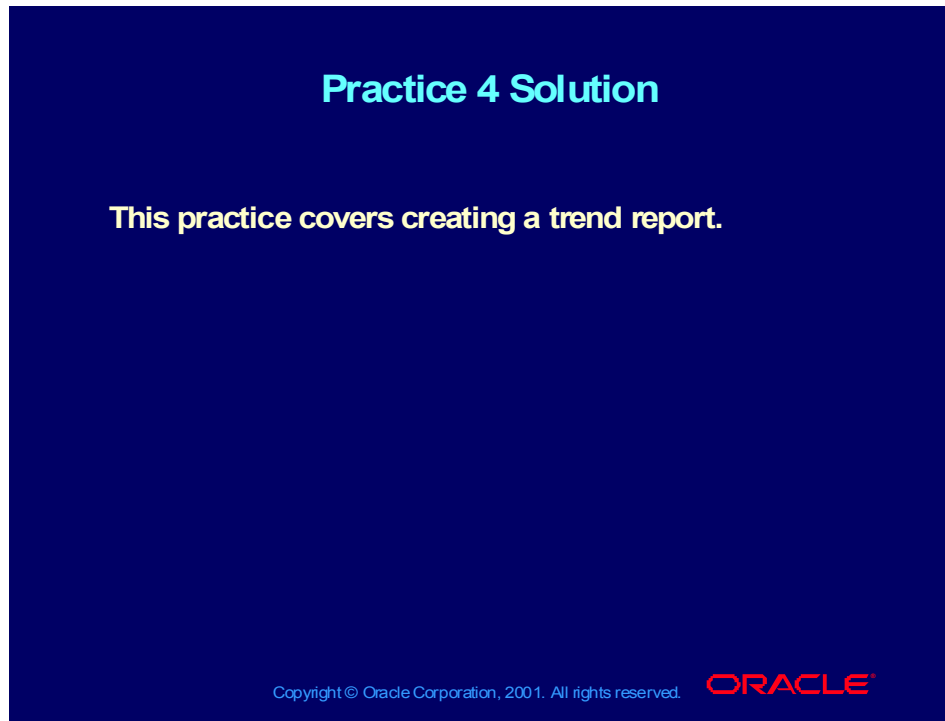 Practice 4 Solution
This practice covers creating a trend report.
Copyright © Oracle Corporation, 2001. All rights reserved.
ORACLE®